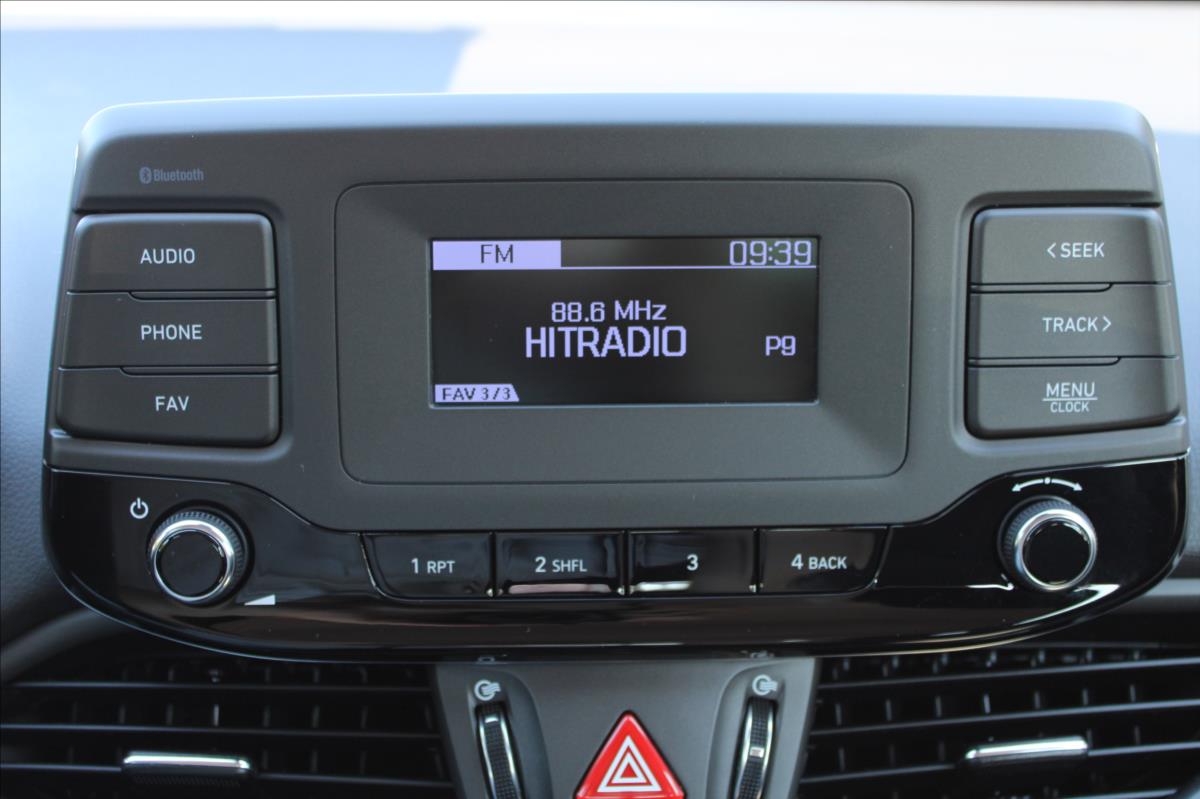 Bluetooth
AUDIO
PHONE
FAV
FM 09:39
88.6 MHz
HITRADIO
P9
FAV 3/3
< SEEK
TRACK >
MENU
CLOCK
1 RPT
2 SHFL
3
4 BACK